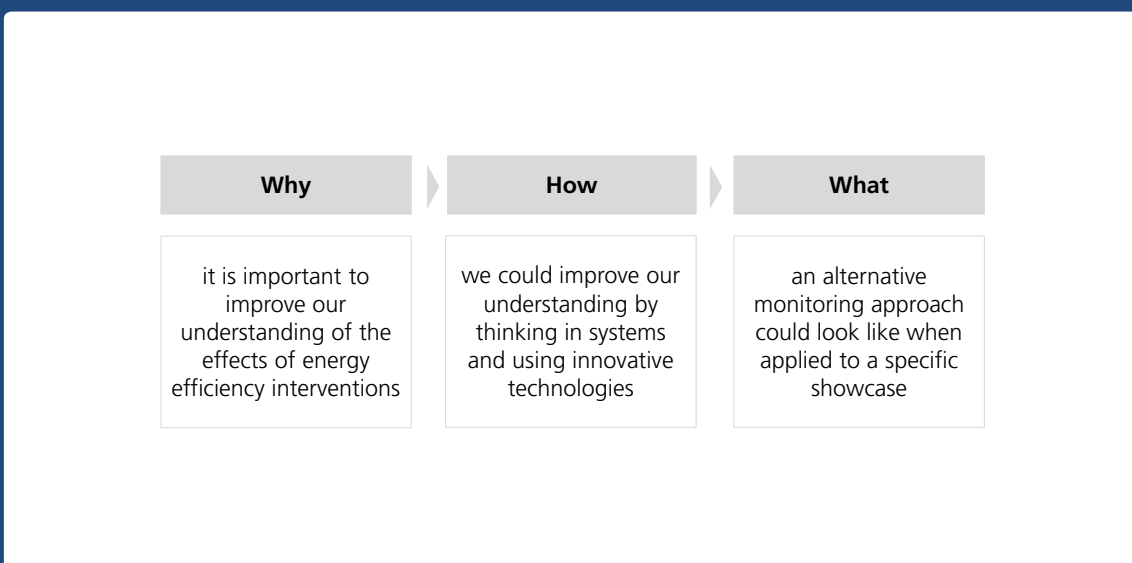 Why
it is important to
improve our
understanding of the
effects of energy
efficiency interventions
How
we could improve our
understanding by
thinking in systems
and using innovative
technologies
What
an alternative
monitoring approach
could look like when
applied to a specific
showcase